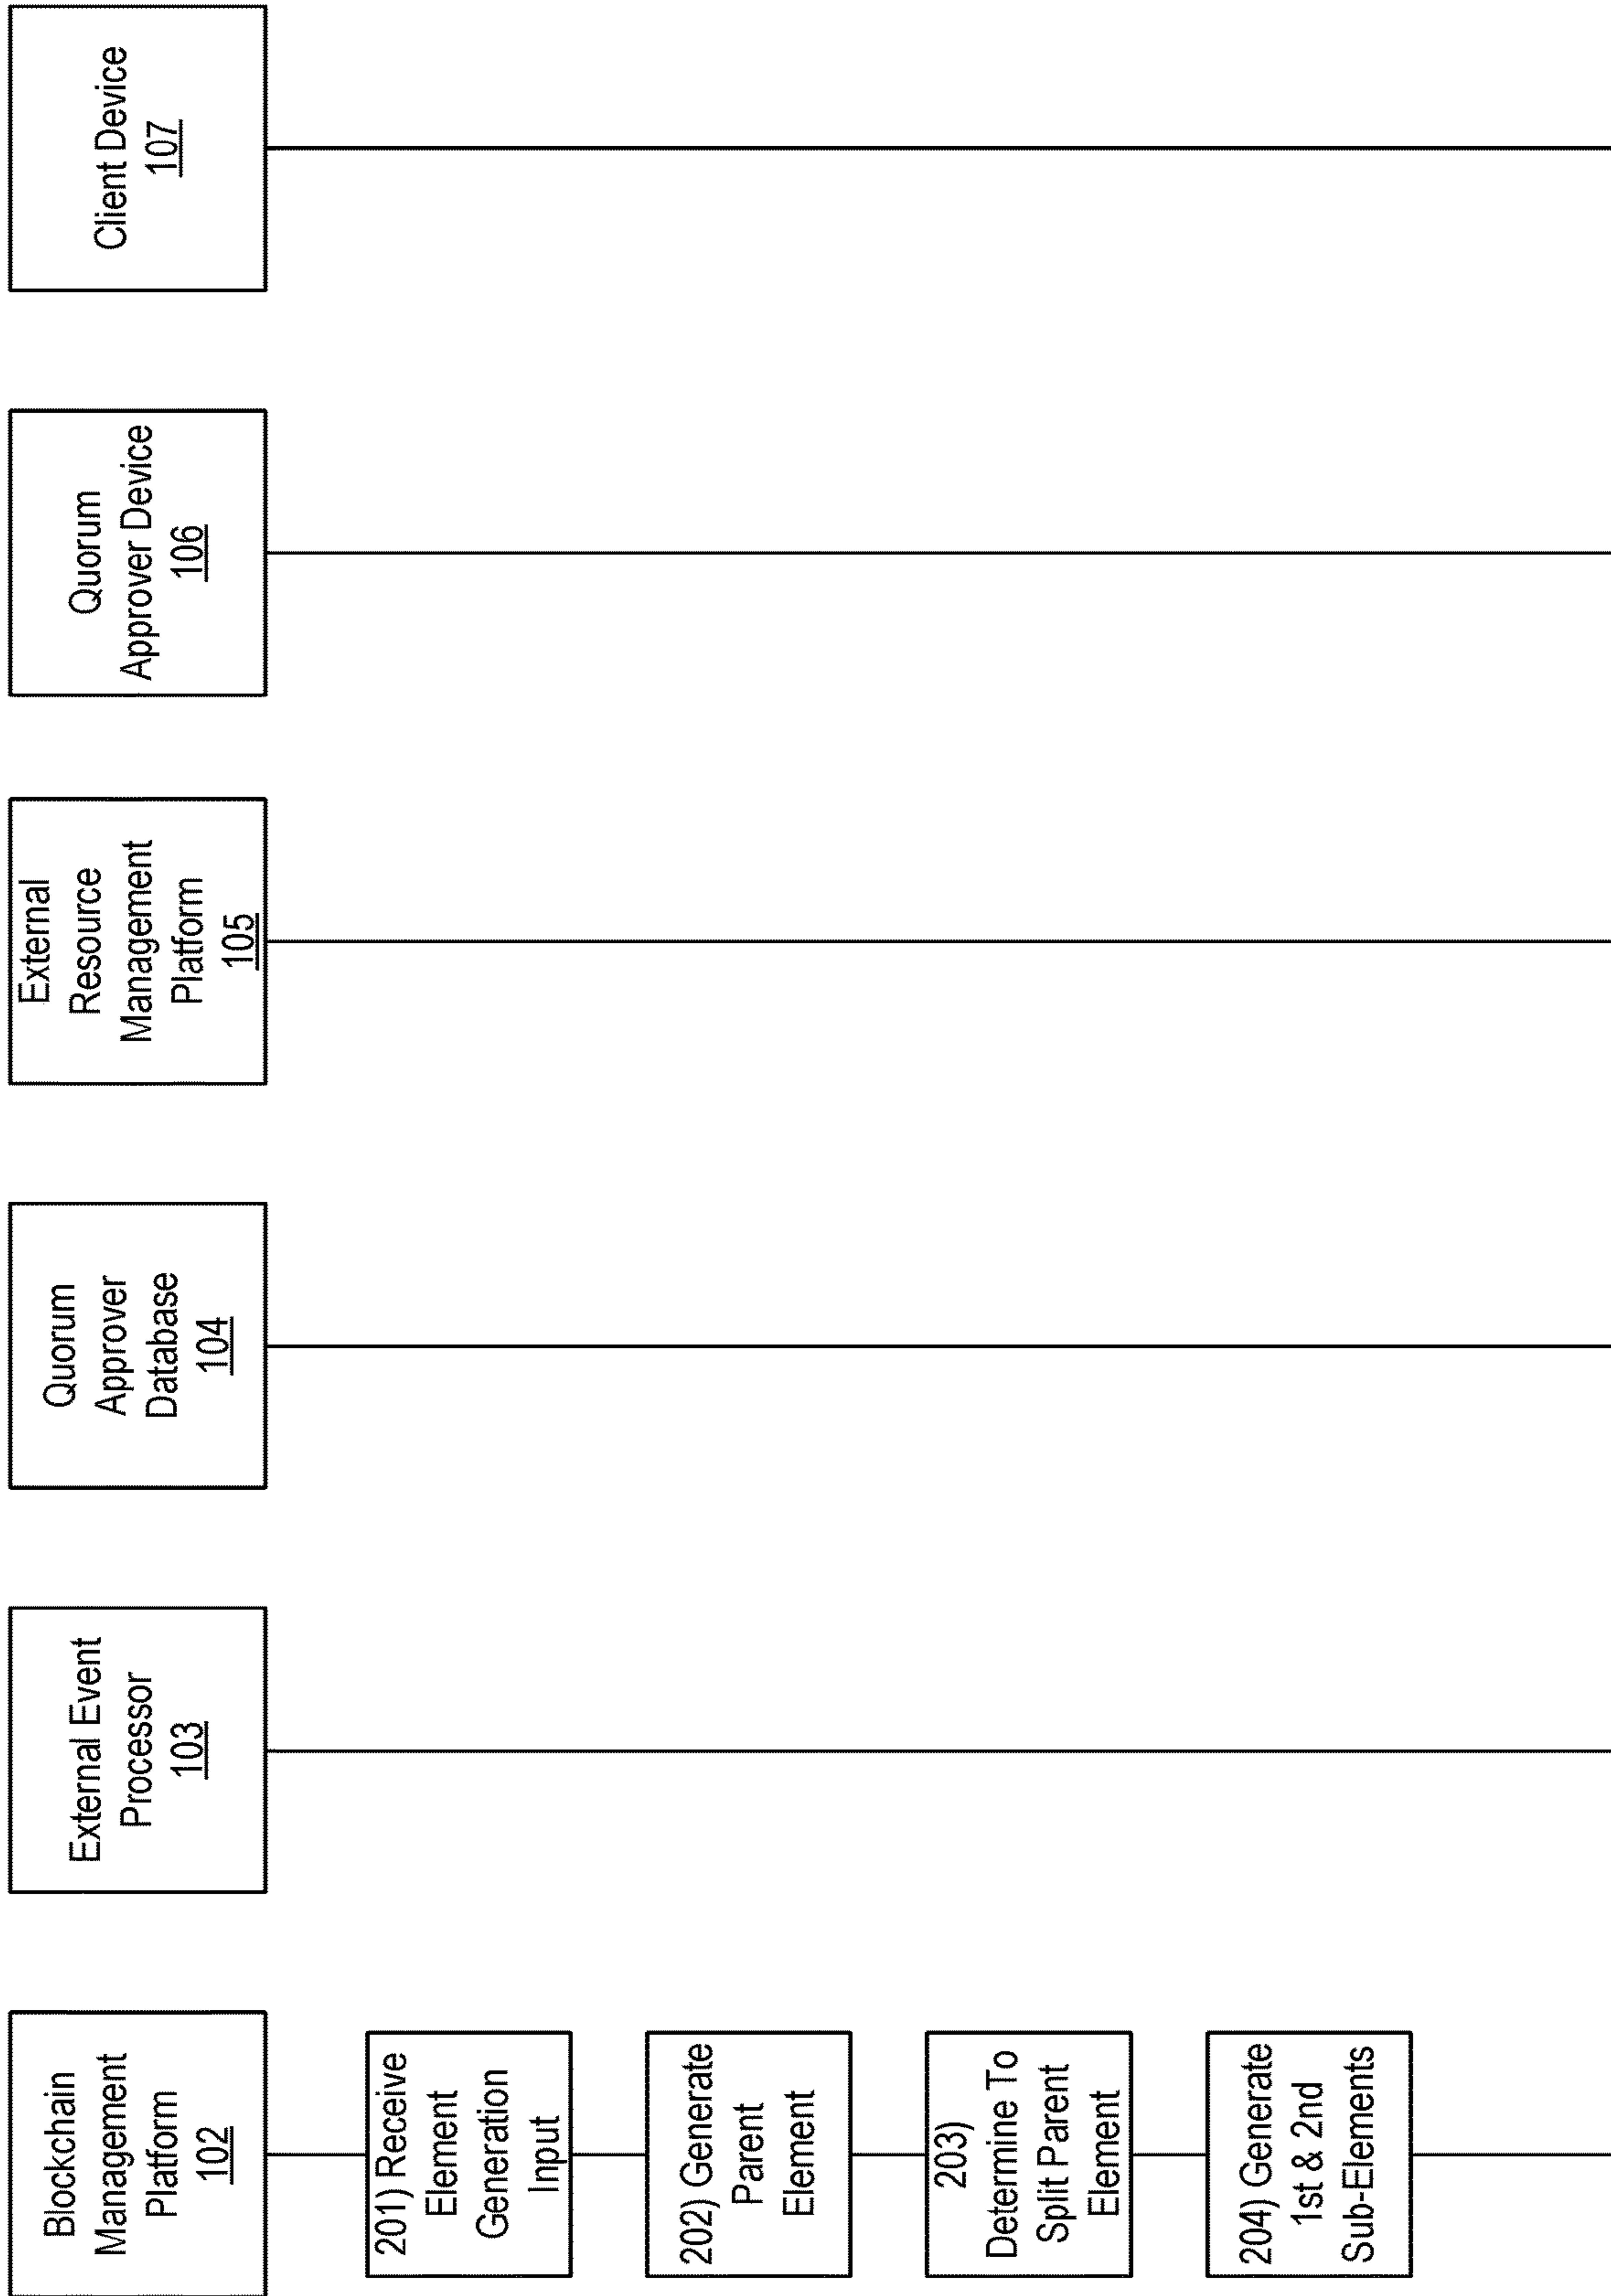 Blockchain
Management
Platform
102
External Event
Processor
103
Quorum
Approver
Database
104
External
Resource
Management
Platform
105
Quorum
Approver Device
106
Client Device
107
201) Receive
Element
Generation
Input
202) Generate
Parent
Element
203)
Determine To
Split Parent
Element
204) Generate
1st & 2nd
Sub-Elements